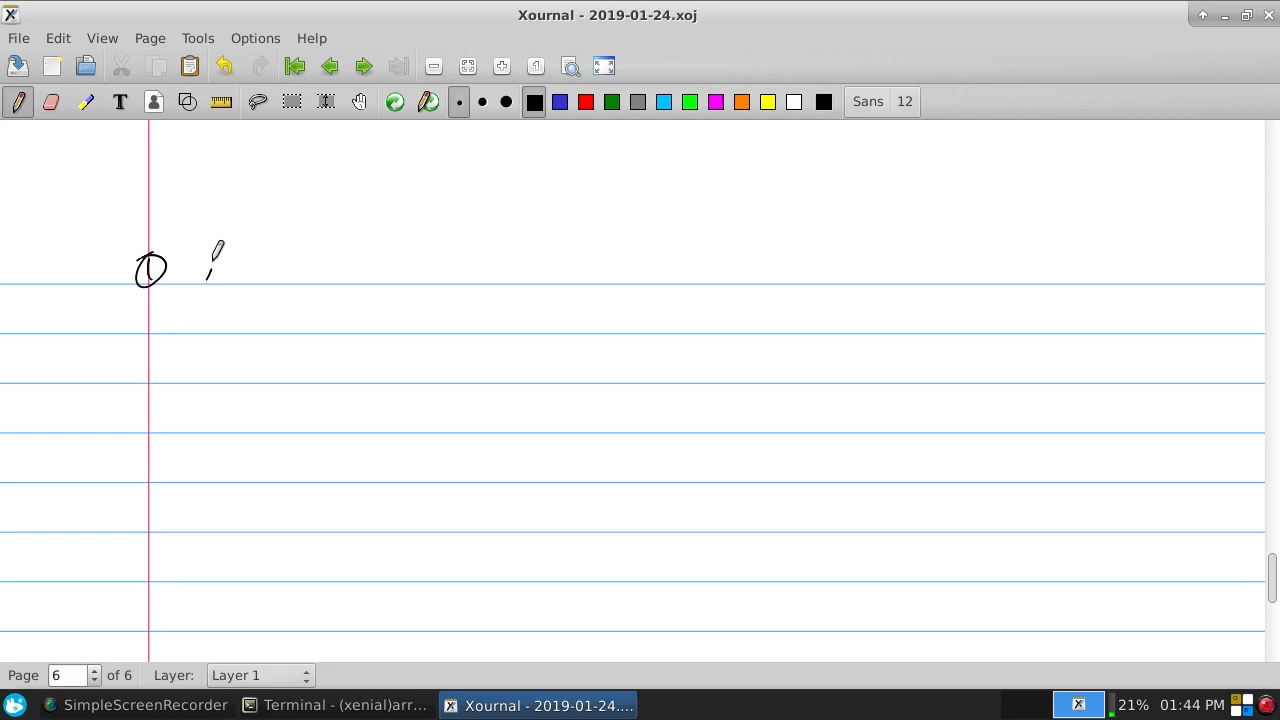 Xournal - 2019-01-24.xoj
File Edit View Page Tools Options Help
T Sans 12
①
Page 6 of 6 Layer: Layer 1
SimpleScreenRecorder Terminal - (xenial)arr... Xournal - 2019-01-24.... 21% 01:44 PM